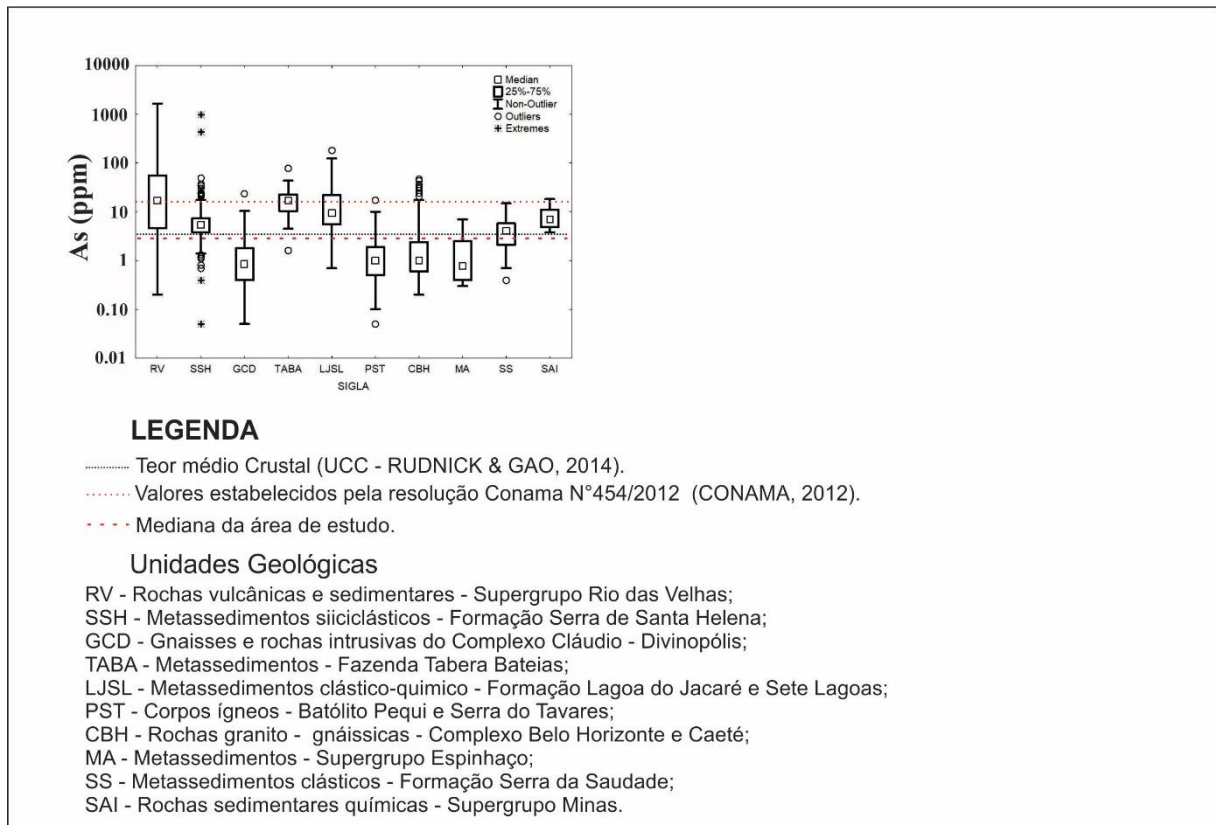 10000
1000
100
10
1
0.10
0.01
As (ppm)
Median
25%-75%
Non-Outlier
Outliers
Extremes
RV SSH GCD TABA LJSL PST CBH MA SS SAI
SIGLA
LEGENDA
Teor médio Crustal (UCC - RUDNICK & GAO, 2014).
Valores estabelecidos pela resolução Conama N°454/2012 (CONAMA, 2012).
Mediana da área de estudo.
Unidades Geológicas
RV - Rochas vulcânicas e sedimentares - Supergrupo Rio das Velhas;
SSH - Metassedimentos siiciclásticos - Formação Serra de Santa Helena;
GCD - Gnaisses e rochas intrusivas do Complexo Cláudio - Divinopólis;
TABA - Metassedimentos - Fazenda Tabera Bateias;
LJSL - Metassedimentos clástico-quimico - Formação Lagoa do Jacaré e Sete Lagoas;
PST - Corpos ígneos - Batólito Pequi e Serra do Tavares;
CBH - Rochas granito - gnáissicas - Complexo Belo Horizonte e Caeté;
MA - Metassedimentos - Supergrupo Espinhaço;
SS - Metassedimentos clásticos - Formação Serra da Saudade;
SAI - Rochas sedimentares químicas - Supergrupo Minas.